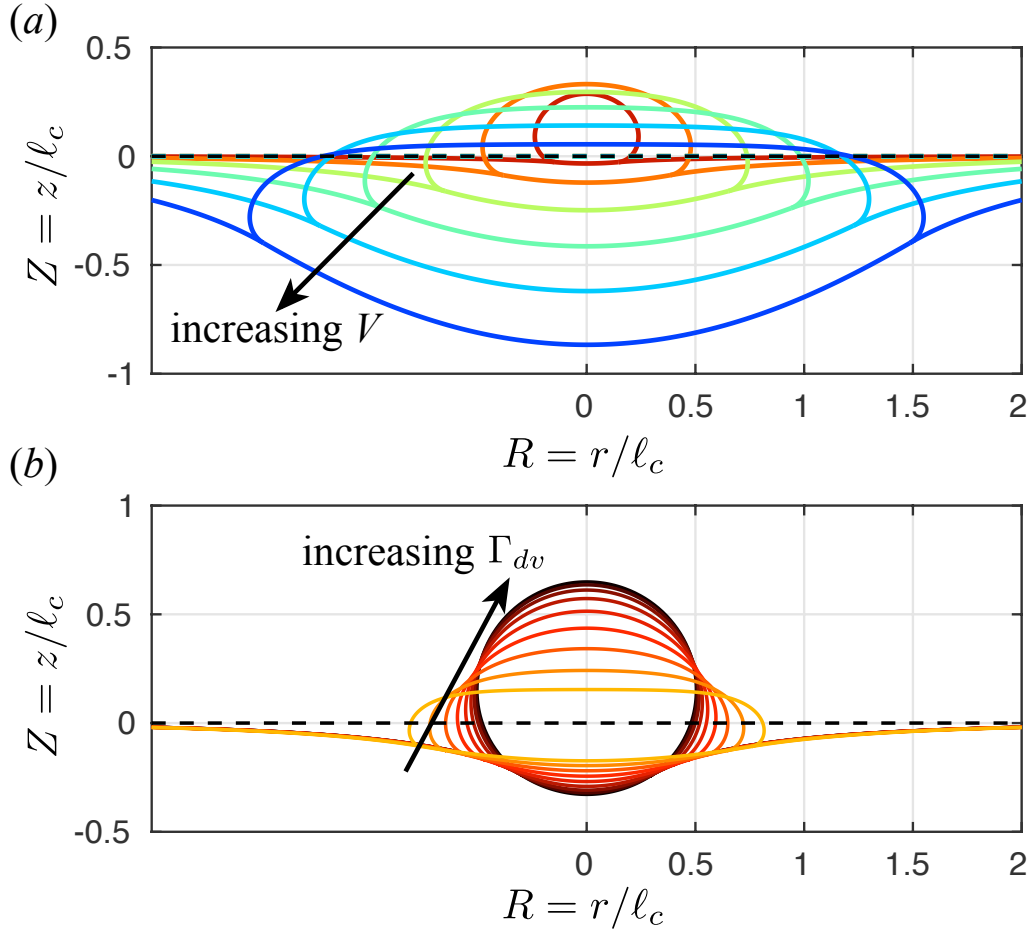 (a)
0.5
0
-0.5
-1
Z = z/ℓ_c
increasing V
0 0.5 1 1.5 2
R = r/ℓ_c
(b)
1
0.5
0
-0.5
Z = z/ℓ_c
increasing Γ_dv
0 0.5 1 1.5 2
R = r/ℓ_c